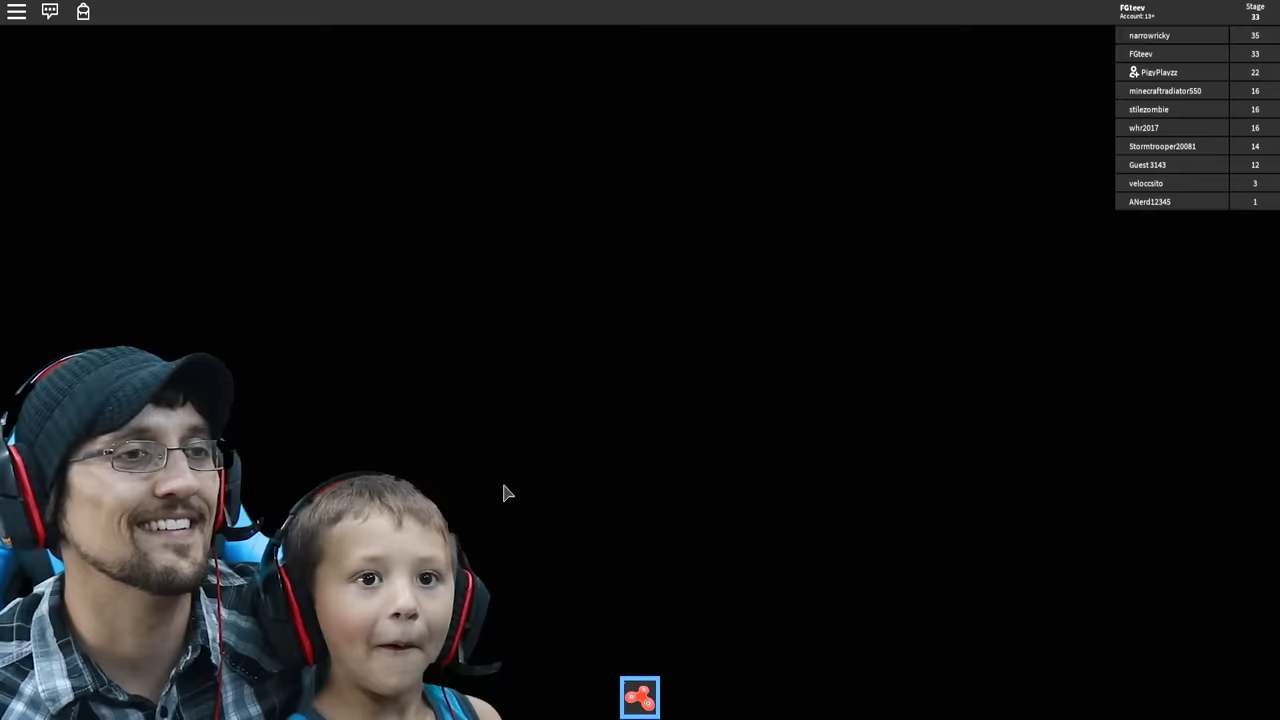 FGteev
Account: 13+
Stage
33
narrowricky 35
FGteev 33
PigyPlayzz 22
minecraftradiator550 16
stilezombie 16
whr2017 16
Stormtrooper20081 14
Guest 3143 12
veloccsito 3
ANerd12345 1